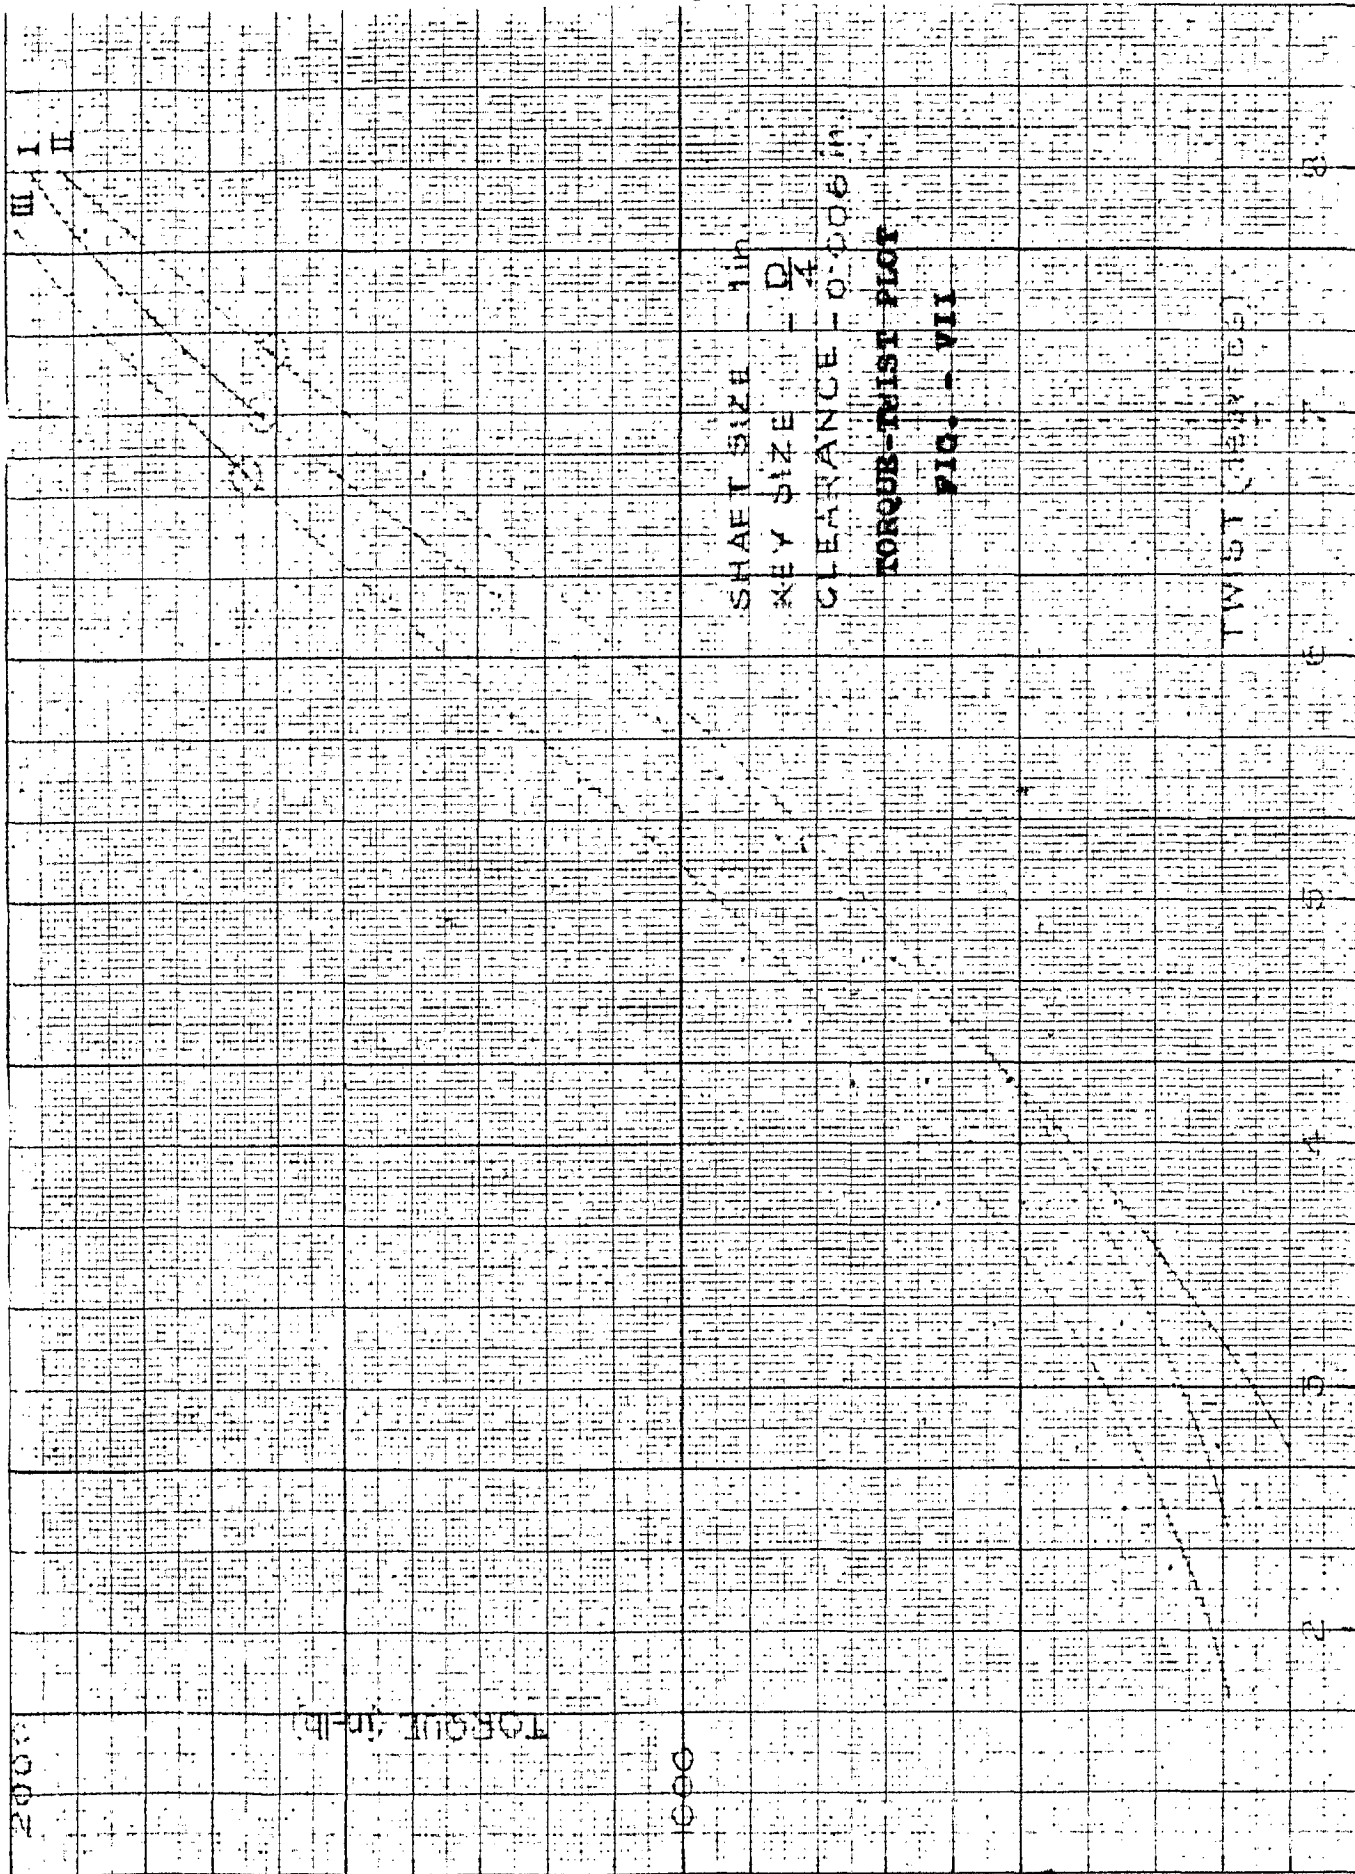 III
I
II
SHAFT SIZE - 1in.
KEY SIZE - D/4
CLEARANCE - 0.006 in.
TORQUE-TWIST PLOT
FIG. - VII
TWIST (DEGREES)
2
3
4
5
6
7
8
TORQUE (in-lb)
1000
2000